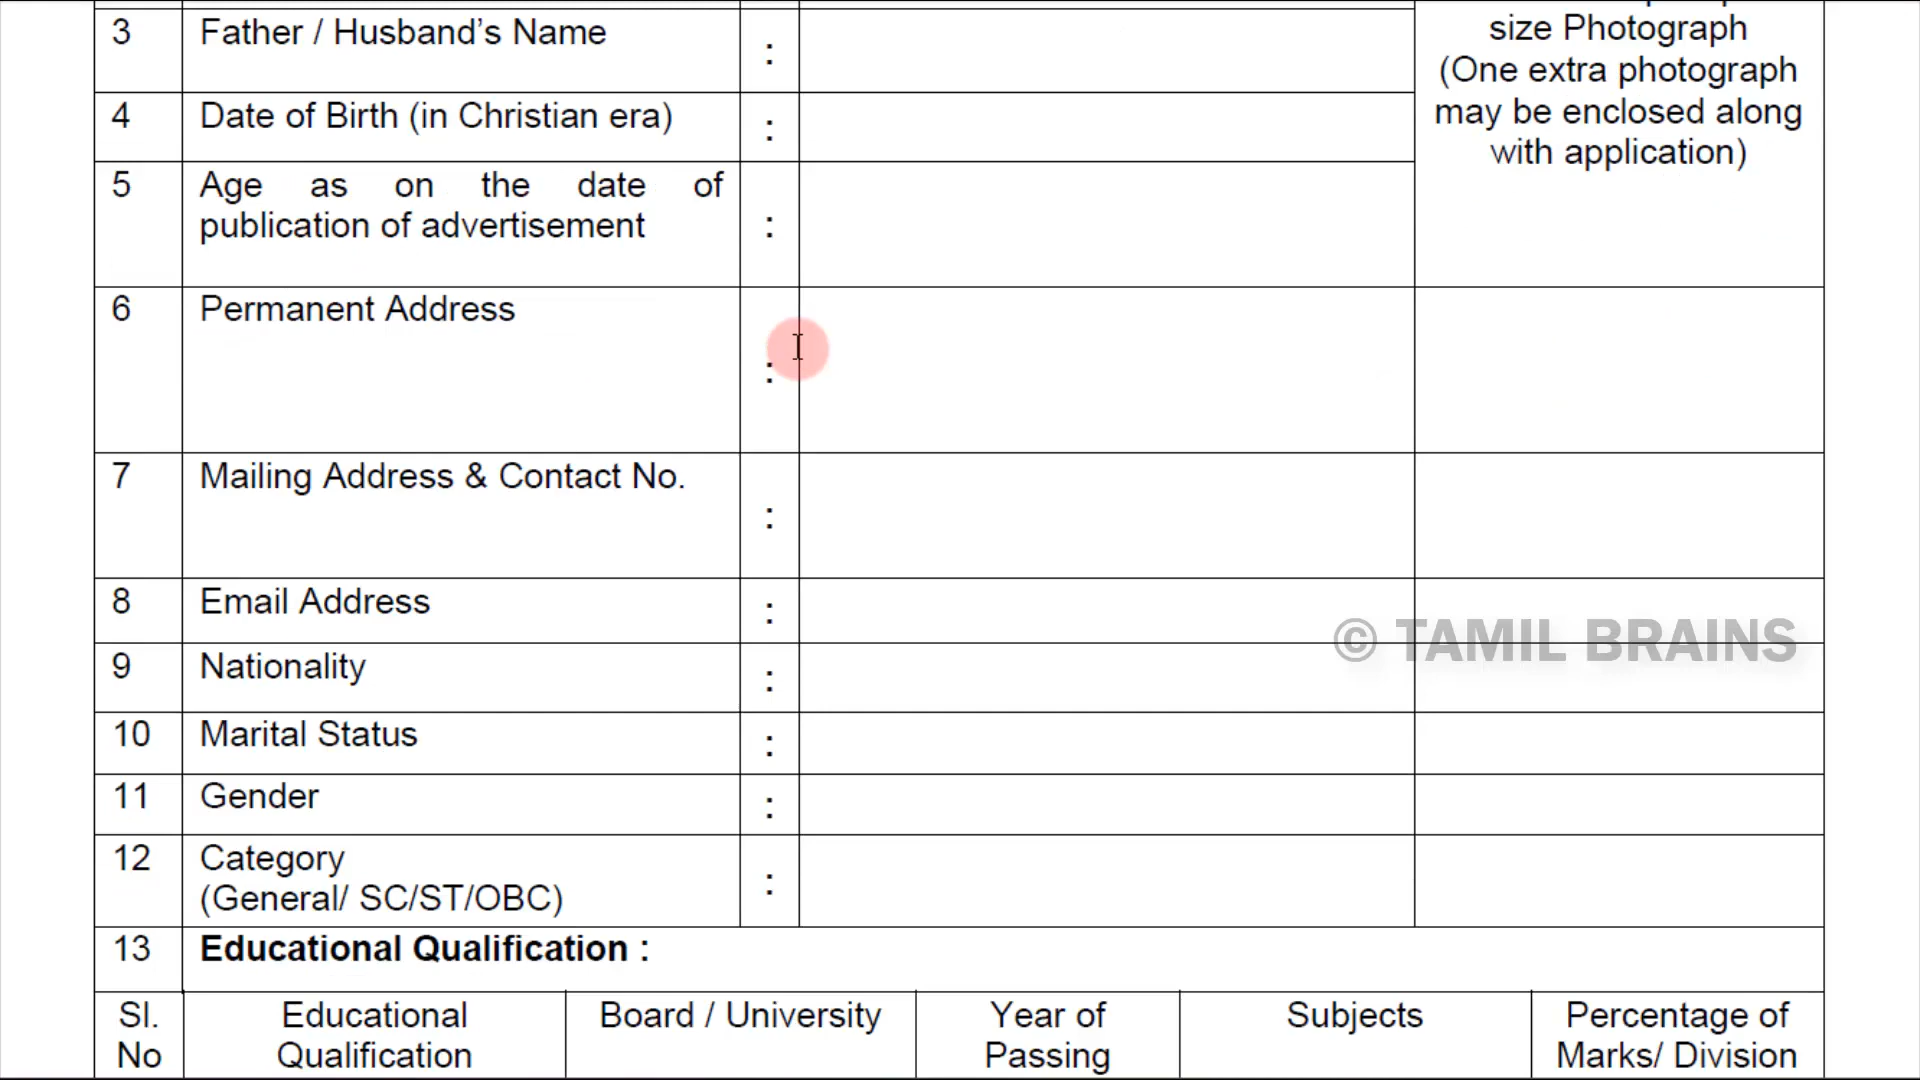 3 Father / Husband’s Name :
size Photograph
(One extra photograph
may be enclosed along
with application)
4 Date of Birth (in Christian era) :
5 Age as on the date of
publication of advertisement :
6 Permanent Address :
7 Mailing Address & Contact No. :
8 Email Address :
© TAMIL BRAINS
9 Nationality :
10 Marital Status :
11 Gender :
12 Category
(General/ SC/ST/OBC) :
13 Educational Qualification :
Sl.
No
Educational
Qualification
Board / University
Year of
Passing
Subjects
Percentage of
Marks/ Division